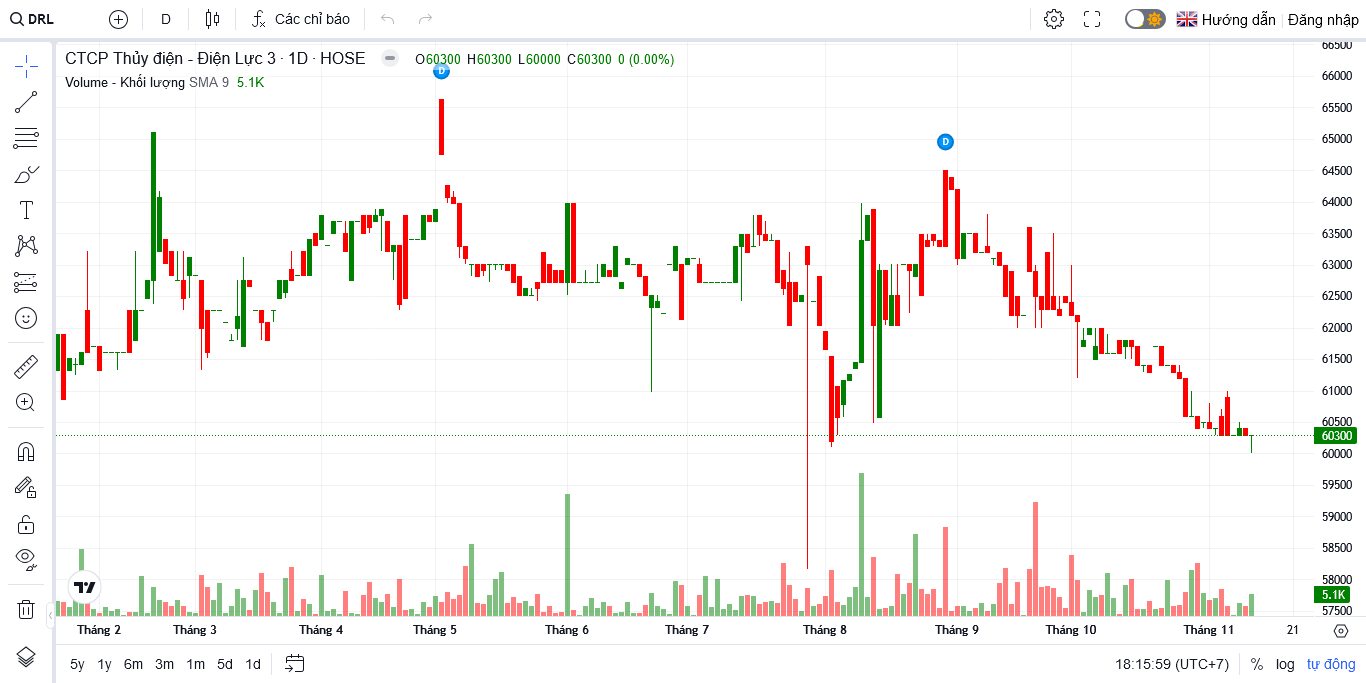 DRL D Các chỉ báo Hướng dẫn Đăng nhập
CTCP Thủy điện - Điện Lực 3 · 1D · HOSE O60300 H60300 L60000 C60300 0 (0.00%)
Volume - Khối lượng SMA 9 5.1K
D
D
66500
66000
65500
65000
64500
64000
63500
63000
62500
62000
61500
61000
60500
60300
60000
59500
59000
58500
58000
5.1K
57500
Tháng 2 Tháng 3 Tháng 4 Tháng 5 Tháng 6 Tháng 7 Tháng 8 Tháng 9 Tháng 10 Tháng 11 21
5y 1y 6m 3m 1m 5d 1d 18:15:59 (UTC+7) % log tự động